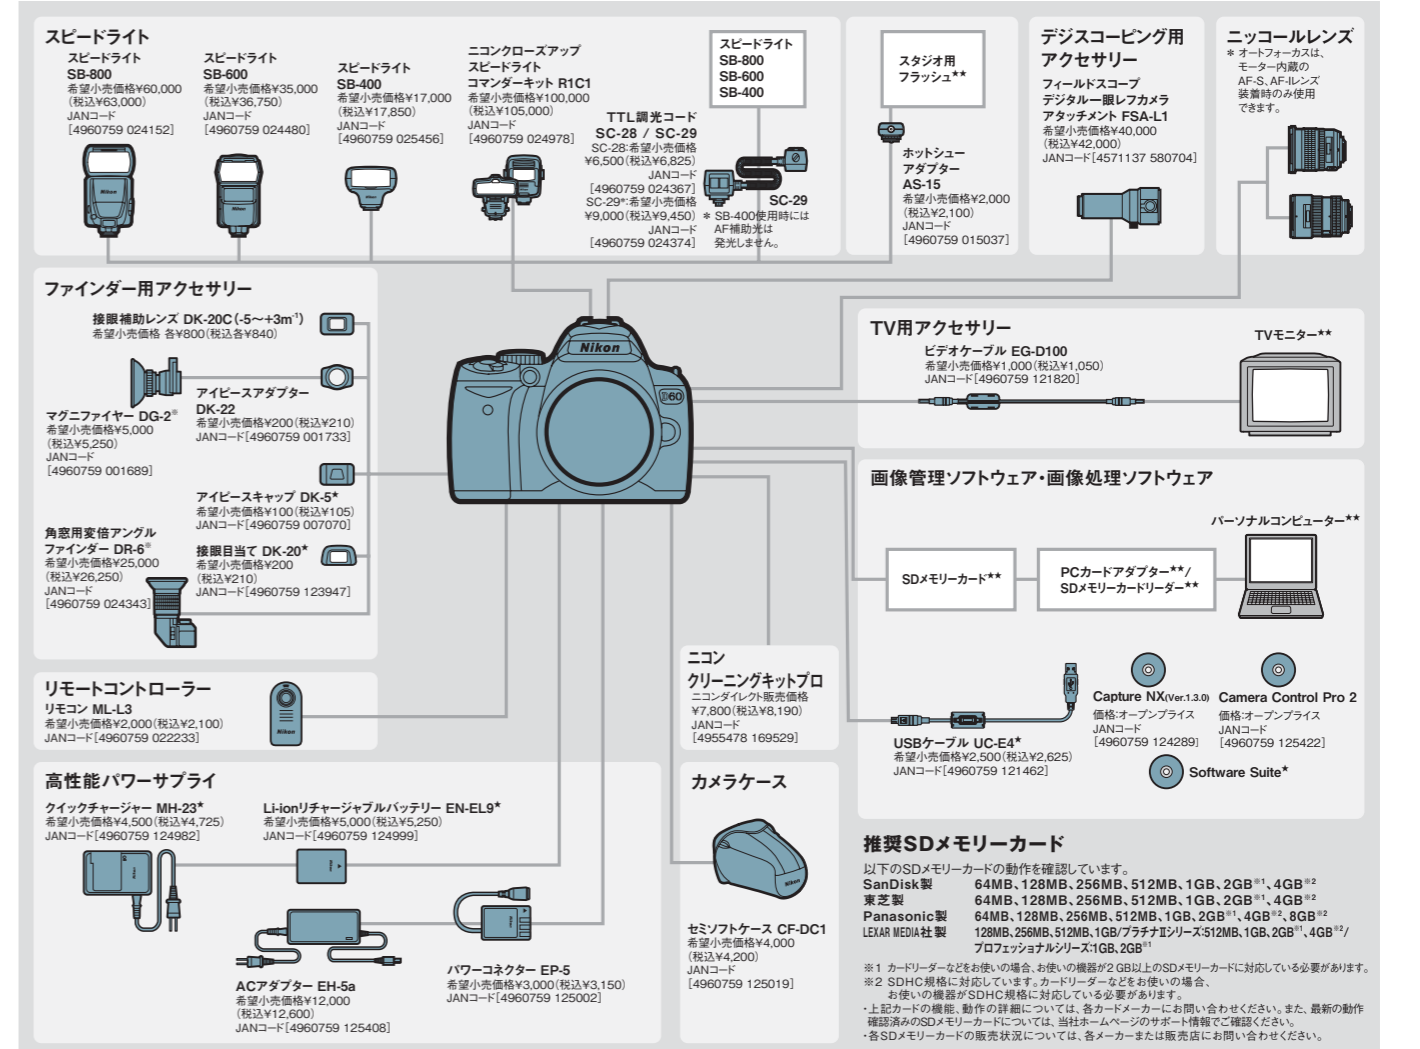 スピードライト
スピードライト
SB-800
希望小売価格¥60,000
(税込¥63,000)
JANコード
[4960759 024152]
スピードライト
SB-600
希望小売価格¥35,000
(税込¥36,750)
JANコード
[4960759 024480]
スピードライト
SB-400
希望小売価格¥17,000
(税込¥17,850)
JANコード
[4960759 025456]
ニコンクローズアップ
スピードライト
コマンダーキット R1C1
希望小売価格¥100,000
(税込¥105,000)
JANコード
[4960759 024978]
TTL調光コード
SC-28 / SC-29
SC-28:希望小売価格
¥6,500(税込¥6,825)
JANコード
[4960759 024367]
SC-29*:希望小売価格
¥9,000(税込¥9,450)
JANコード
[4960759 024374]
スピードライト
SB-800
SB-600
SB-400
SC-29
* SB-400使用時には
AF補助光は
発光しません。
スタジオ用
フラッシュ★★
ホットシュー
アダプター
AS-15
希望小売価格¥2,000
(税込¥2,100)
JANコード
[4960759 015037]
デジスコーピング用
アクセサリー
フィールドスコープ
デジタル一眼レフカメラ
アタッチメント FSA-L1
希望小売価格¥40,000
(税込¥42,000)
JANコード[4571137 580704]
ニッコールレンズ
* オートフォーカスは、
モーター内蔵の
AF-S、AF-Iレンズ
装着時のみ使用
できます。
ファインダー用アクセサリー
接眼補助レンズ DK-20C(-5〜+3m-1)
希望小売価格 各¥800(税込各¥840)
アイピースアダプター
DK-22
希望小売価格¥200(税込¥210)
JANコード[4960759 001733]
マグニファイヤー DG-2※
希望小売価格¥5,000
(税込¥5,250)
JANコード
[4960759 001689]
アイピースキャップ DK-5★
希望小売価格¥100(税込¥105)
JANコード[4960759 007070]
角窓用変倍アングル
ファインダー DR-6※
希望小売価格¥25,000
(税込¥26,250)
JANコード
[4960759 024343]
接眼目当て DK-20★
希望小売価格¥200
(税込¥210)
JANコード[4960759 123947]
Nikon
D60
TV用アクセサリー
ビデオケーブル EG-D100
希望小売価格¥1,000(税込¥1,050)
JANコード[4960759 121820]
TVモニター★★
画像管理ソフトウェア・画像処理ソフトウェア
パーソナルコンピューター★★
SDメモリーカード★★
PCカードアダプター★★/
SDメモリーカードリーダー★★
USBケーブル UC-E4★
希望小売価格¥2,500(税込¥2,625)
JANコード[4960759 121462]
Capture NX(Ver.1.3.0)
価格:オープンプライス
JANコード
[4960759 124289]
Camera Control Pro 2
価格:オープンプライス
JANコード
[4960759 125422]
Software Suite★
リモートコントローラー
リモコン ML-L3
希望小売価格¥2,000(税込¥2,100)
JANコード[4960759 022233]
ニコン
クリーニングキットプロ
ニコンダイレクト販売価格
¥7,800(税込¥8,190)
JANコード
[4955478 169529]
高性能パワーサプライ
クイックチャージャー MH-23★
希望小売価格¥4,500(税込¥4,725)
JANコード[4960759 124982]
Li-ionリチャージャブルバッテリー EN-EL9★
希望小売価格¥5,000(税込¥5,250)
JANコード[4960759 124999]
ACアダプター EH-5a
希望小売価格¥12,000
(税込¥12,600)
JANコード[4960759 125408]
パワーコネクター EP-5
希望小売価格¥3,000(税込¥3,150)
JANコード[4960759 125002]
カメラケース
セミソフトケース CF-DC1
希望小売価格¥4,000
(税込¥4,200)
JANコード
[4960759 125019]
推奨SDメモリーカード
以下のSDメモリーカードの動作を確認しています。
SanDisk製 64MB、128MB、256MB、512MB、1GB、2GB※1、4GB※2
東芝製 64MB、128MB、256MB、512MB、1GB、2GB※1、4GB※2
Panasonic製 64MB、128MB、256MB、512MB、1GB、2GB※1、4GB※2、8GB※2
LEXAR MEDIA社製 128MB、256MB、512MB、1GB/プラチナIIシリーズ:512MB、1GB、2GB※1、4GB※2/
プロフェッショナルシリーズ:1GB、2GB※1
※1 カードリーダーなどをお使いの場合、お使いの機器が2GB以上のSDメモリーカードに対応している必要があります。
※2 SDHC規格に対応しています。カードリーダーなどをお使いの場合、
お使いの機器がSDHC規格に対応している必要があります。
・上記カードの機能、動作の詳細については、各カードメーカーにお問い合わせください。また、最新の動作
確認済みのSDメモリーカードについては、当社ホームページのサポート情報でご確認ください。
・各SDメモリーカードの販売状況については、各メーカーまたは販売店にお問い合わせください。